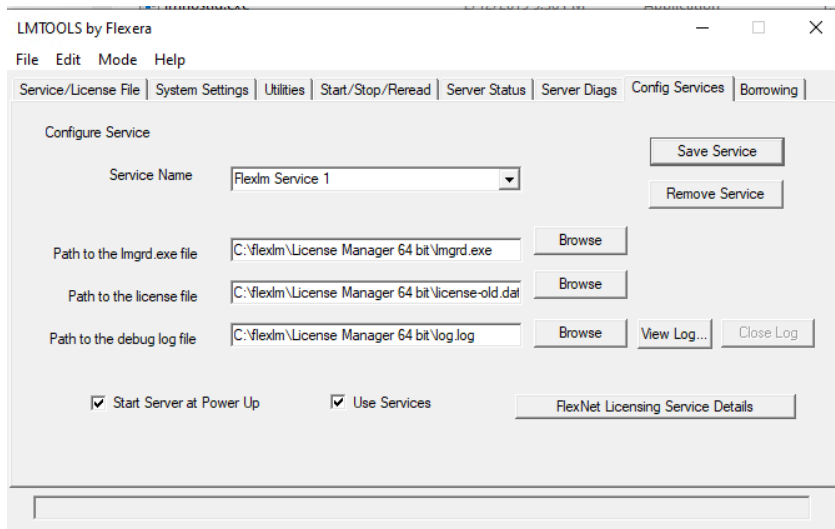 LMTOOLS by Flexera
File Edit Mode Help
Service/License File System Settings Utilities Start/Stop/Reread Server Status Server Diags Config Services Borrowing
Configure Service
Save Service
Service Name Flexlm Service 1
Remove Service
Path to the lmgrd.exe file C:\flexlm\License Manager 64 bit\lmgrd.exe Browse
Path to the license file C:\flexlm\License Manager 64 bit\license-old.dat Browse
Path to the debug log file C:\flexlm\License Manager 64 bit\log.log Browse View Log... Close Log
Start Server at Power Up Use Services FlexNet Licensing Service Details